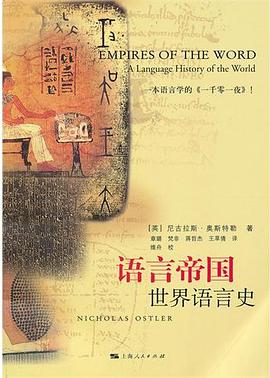 EMPIRES OF THE WORD
A Language History of the World
一本语言学的《一千零一夜》!
[英] 尼古拉斯·奥斯特勒 著
章璐 梵非 蒋哲杰 王草倩 译
维舟 校
语言帝国
世界语言史
NICHOLAS OSTLER
上海人民出版社